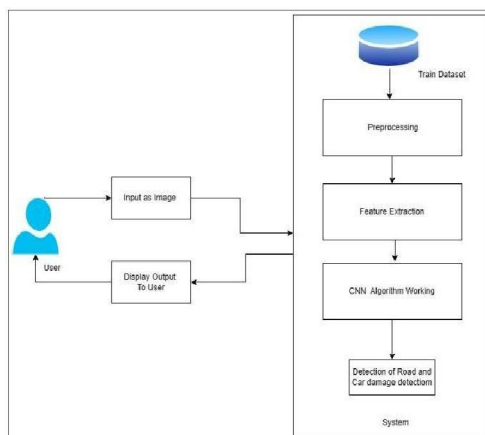 Train Dataset
Preprocessing
Input as Image
Feature Extraction
User
Display Output
To User
CNN Algorithm Working
Detection of Road and
Car damage detectiom
System